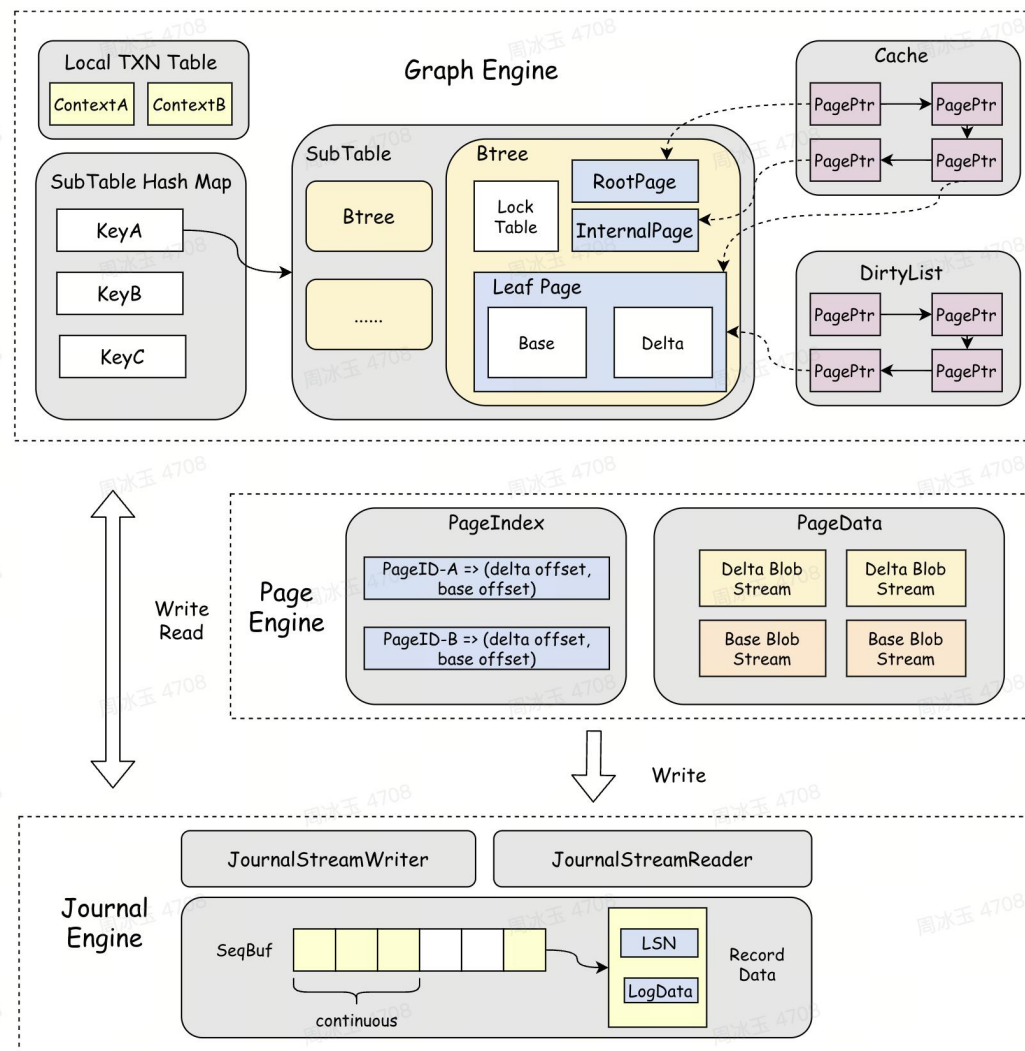 Local TXN Table
ContextA
ContextB
Graph Engine
Cache
PagePtr
PagePtr
PagePtr
PagePtr
SubTable Hash Map
KeyA
KeyB
KeyC
SubTable
Btree
......
Btree
Lock
Table
RootPage
InternalPage
Leaf Page
Base
Delta
DirtyList
PagePtr
PagePtr
PagePtr
PagePtr
Write
Read
Page
Engine
PageIndex
PageID-A => (delta offset,
base offset)
PageID-B => (delta offset,
base offset)
PageData
Delta Blob
Stream
Delta Blob
Stream
Base Blob
Stream
Base Blob
Stream
Write
Journal
Engine
JournalStreamWriter
JournalStreamReader
SeqBuf
continuous
LSN
LogData
Record
Data
周冰玉 4708